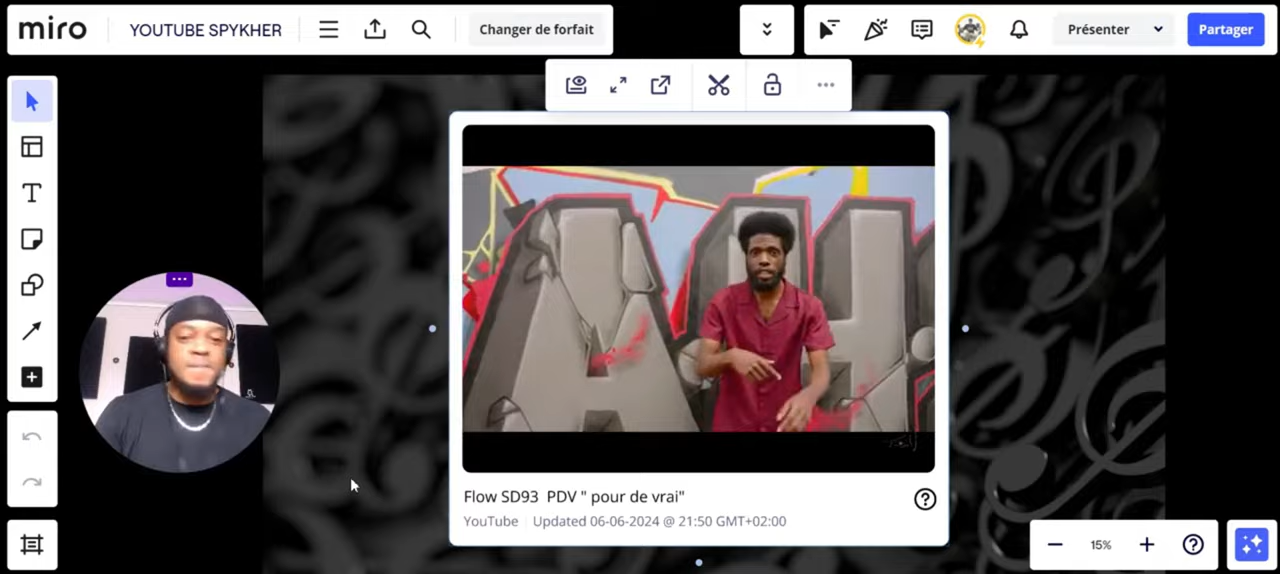 miro
YOUTUBE SPYKHER
Changer de forfait
Présenter
Partager
Flow SD93 PDV " pour de vrai"
YouTube
Updated 06-06-2024 @ 21:50 GMT+02:00
15%